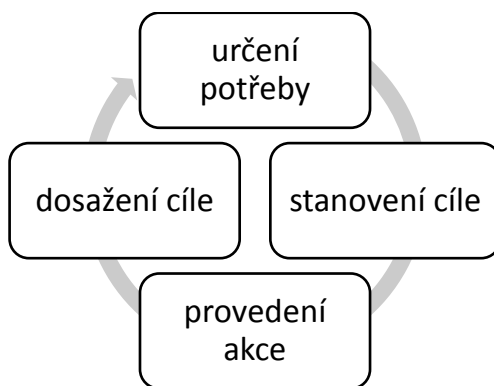 určení
potřeby
stanovení cíle
provedení
akce
dosažení cíle